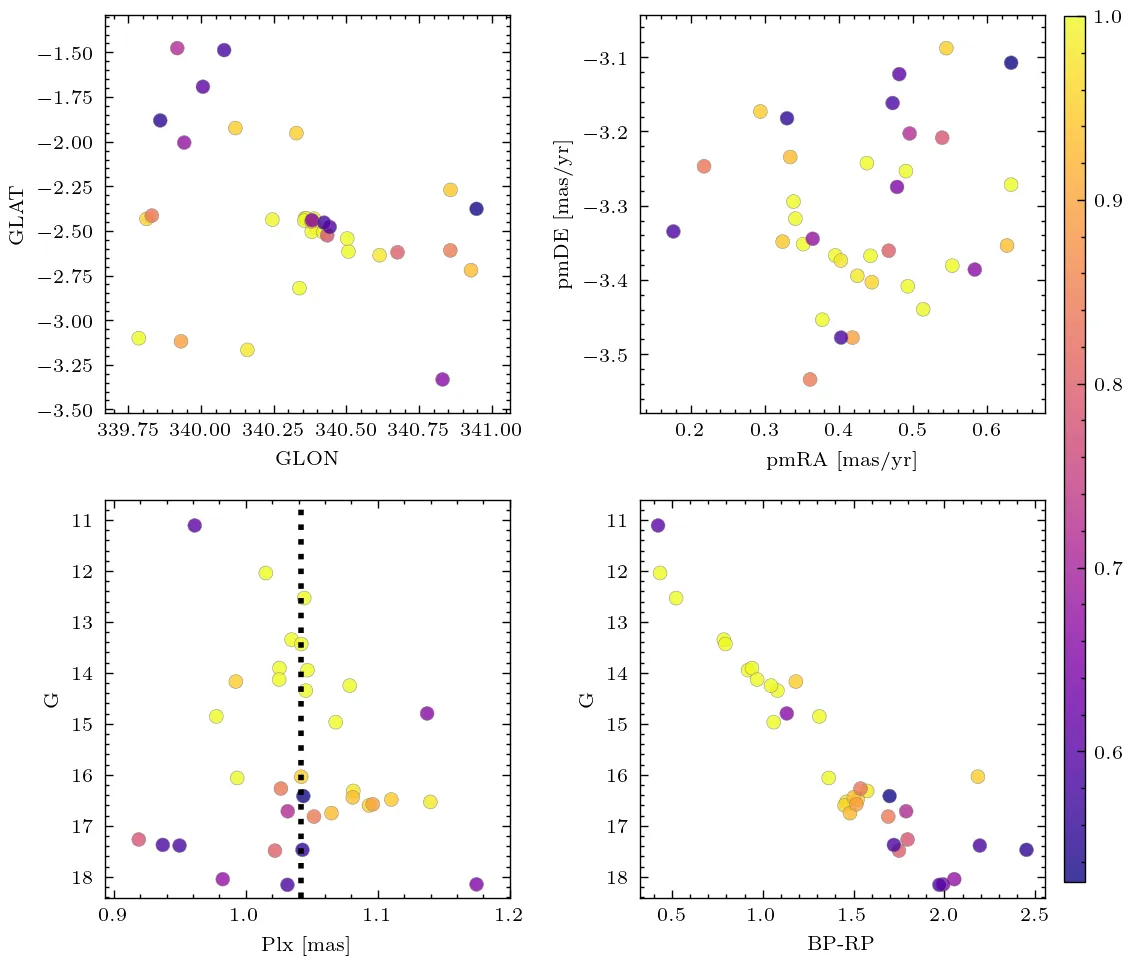 −1.50
−1.75
−2.00
−2.25
−2.50
−2.75
−3.00
−3.25
−3.50
GLAT
339.75 340.00 340.25 340.50 340.75 341.00
GLON
−3.1
−3.2
−3.3
−3.4
−3.5
pmDE [mas/yr]
0.2 0.3 0.4 0.5 0.6
pmRA [mas/yr]
11
12
13
14
15
16
17
18
G
0.9 1.0 1.1 1.2
Plx [mas]
11
12
13
14
15
16
17
18
G
0.5 1.0 1.5 2.0 2.5
BP-RP
1.0
0.9
0.8
0.7
0.6